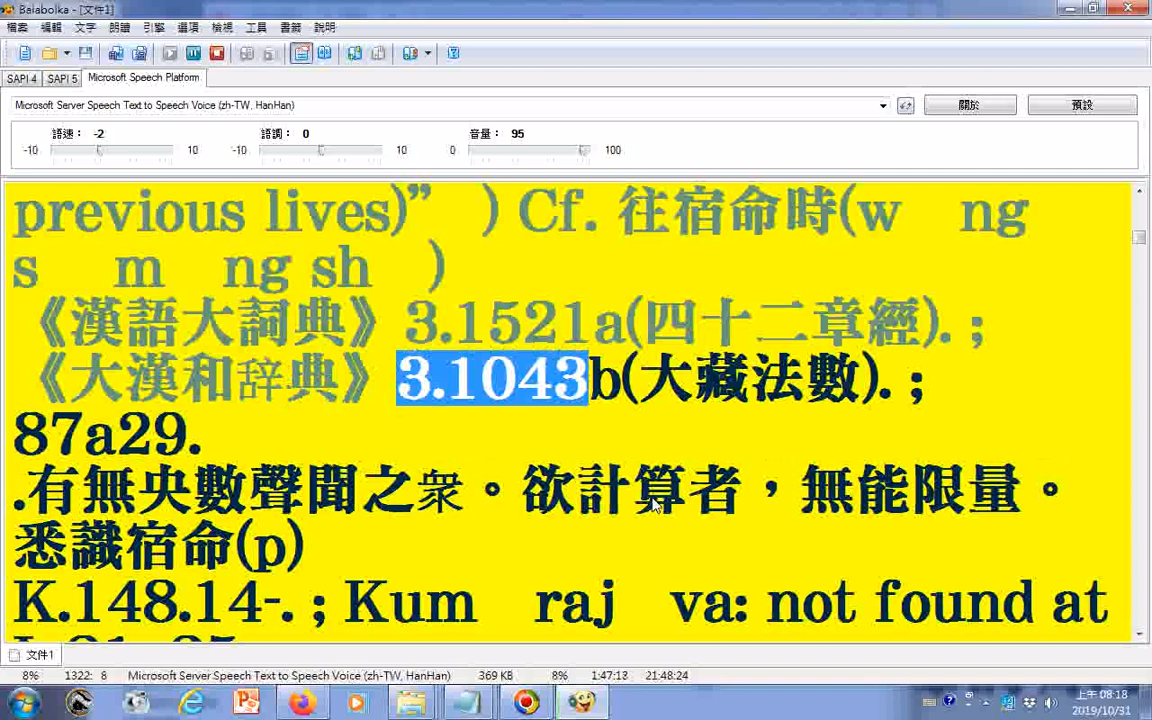 Balabolka - [文件1]
檔案 編輯 文字 朗讀 引擎 選項 檢視 工具 書籤 說明
SAPI 4 SAPI 5 Microsoft Speech Platform
Microsoft Server Speech Text to Speech Voice (zh-TW, HanHan) 關於 預設
語速： -2 語調： 0 音量： 95
-10 10 -10 10 0 100
previous lives)” ) Cf. 往宿命時(w ng
s m ng sh )
《漢語大詞典》 3.1521a(四十二章經). ;
《大漢和辞典》 3.1043b(大藏法數). ;
87a29.
.有無央數聲聞之衆。欲計算者，無能限量。
悉識宿命(p)
K.148.14-. ; Kum raj va: not found at
文件1
8% 1322: 8 Microsoft Server Speech Text to Speech Voice (zh-TW, HanHan) 369 KB 8% 1:47:13 21:48:24
上午 08:18
2019/10/31